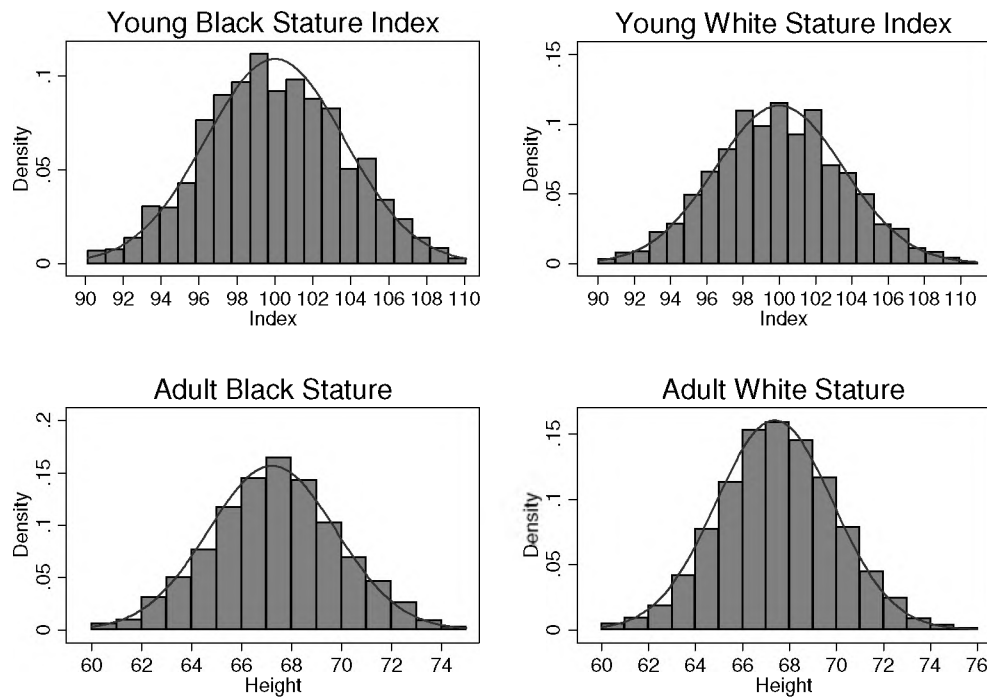 Young Black Stature Index
Density
0 .05 .1
90 92 94 96 98 100 102 104 106 108 110
Index
Young White Stature Index
Density
0 .05 .1 .15
90 92 94 96 98 100 102 104 106 108 110
Index
Adult Black Stature
Density
0 .05 .1 .15 .2
60 62 64 66 68 70 72 74
Height
Adult White Stature
Density
0 .05 .1 .15
60 62 64 66 68 70 72 74 76
Height